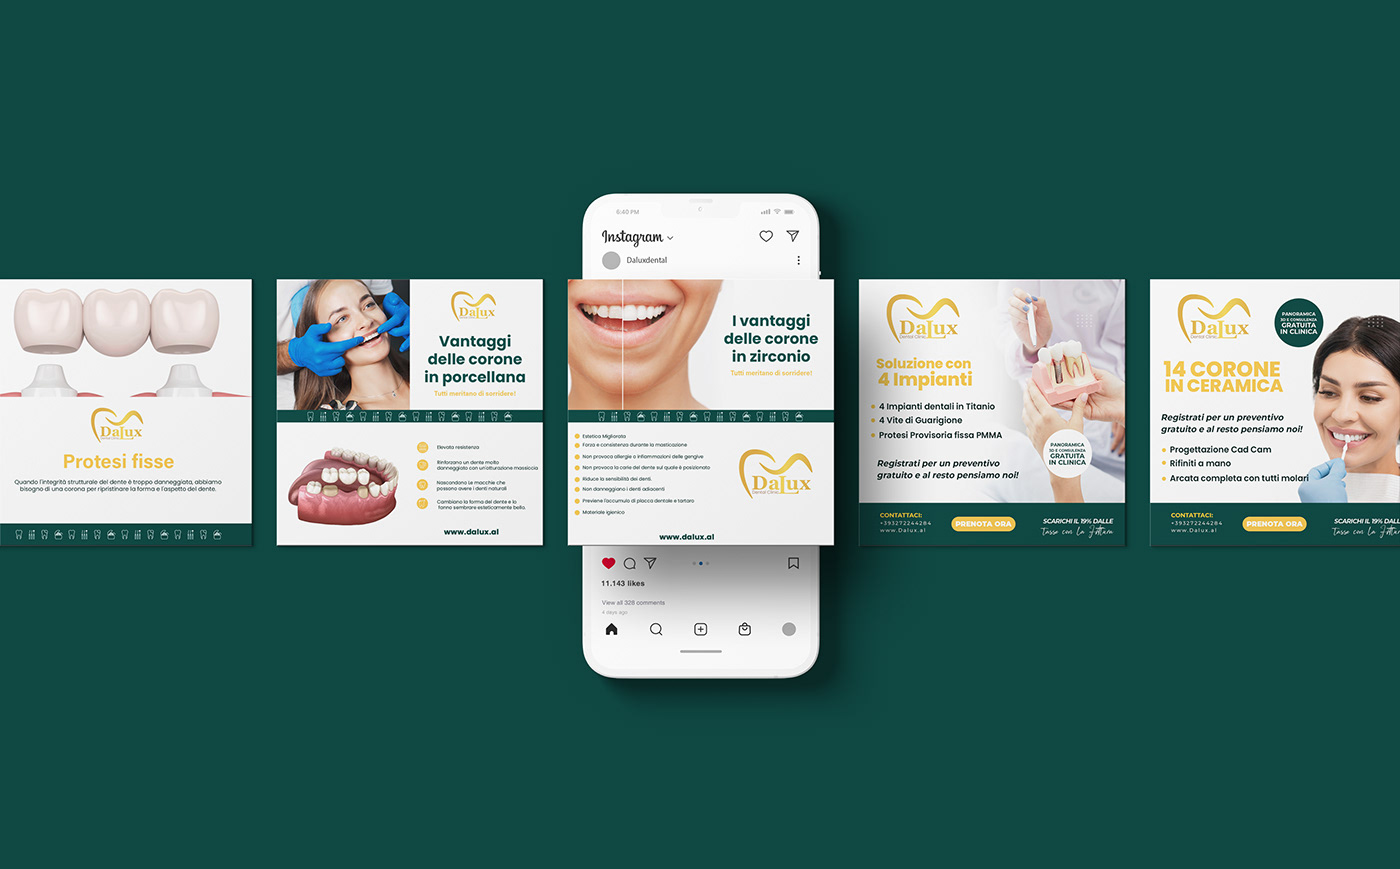 Dalux
Dental Clinic
Protesi fisse
Quando l'integrità strutturale del dente è troppo danneggiata, abbiamo
bisogno di una corona per ripristinare la forma e l'aspetto del dente.
Dalux
Dental Clinic
Vantaggi
delle corone
in porcellana
Tutti meritano di sorridere!
Elevata resistenza
Rinforzano un dente molto
danneggiato con un'otturazione massiccia
Nascondono Le macchie che
possono avere i denti naturali
Cambiano la forma del dente e lo
fanno sembrare esteticamente bello.
www.dalux.al
6:40 PM
Instagram
Daluxdental
I vantaggi
delle corone
in zirconio
Tutti meritano di sorridere!
Estetica Migliorata
Forza e consistenza durante la masticazione
Non provoca allergie o infiammazioni delle gengive
Non provoca la carie del dente sul quale è posizionato
Riduce la sensibilità dei denti.
Non danneggiano i denti adiacenti
Previene l'accumulo di placca dentale e tartaro
Materiale igienico
Dalux
Dental Clinic
www.dalux.al
11.143 likes
View all 328 comments
4 days ago
Dalux
Dental Clinic
Soluzione con
4 Impianti
4 Impianti dentali in Titanio
4 Vite di Guarigione
Protesi Provisoria fissa PMMA
PANORAMICA
3D E CONSULENZA
GRATUITA
IN CLINICA
Registrati per un preventivo
gratuito e al resto pensiamo noi!
CONTATTACI:
+393272244284
www.Dalux.al
PRENOTA ORA
SCARICHI IL 19% DALLE
Tasse con la Fattura
Dalux
Dental Clinic
PANORAMICA
3D E CONSULENZA
GRATUITA
IN CLINICA
14 CORONE
IN CERAMICA
Registrati per un preventivo
gratuito e al resto pensiamo noi!
Progettazione Cad Cam
Rifiniti a mano
Arcata completa con tutti molari
CONTATTACI:
+393272244284
www.Dalux.al
PRENOTA ORA
SCARICHI IL 19% DALLE
Tasse con la